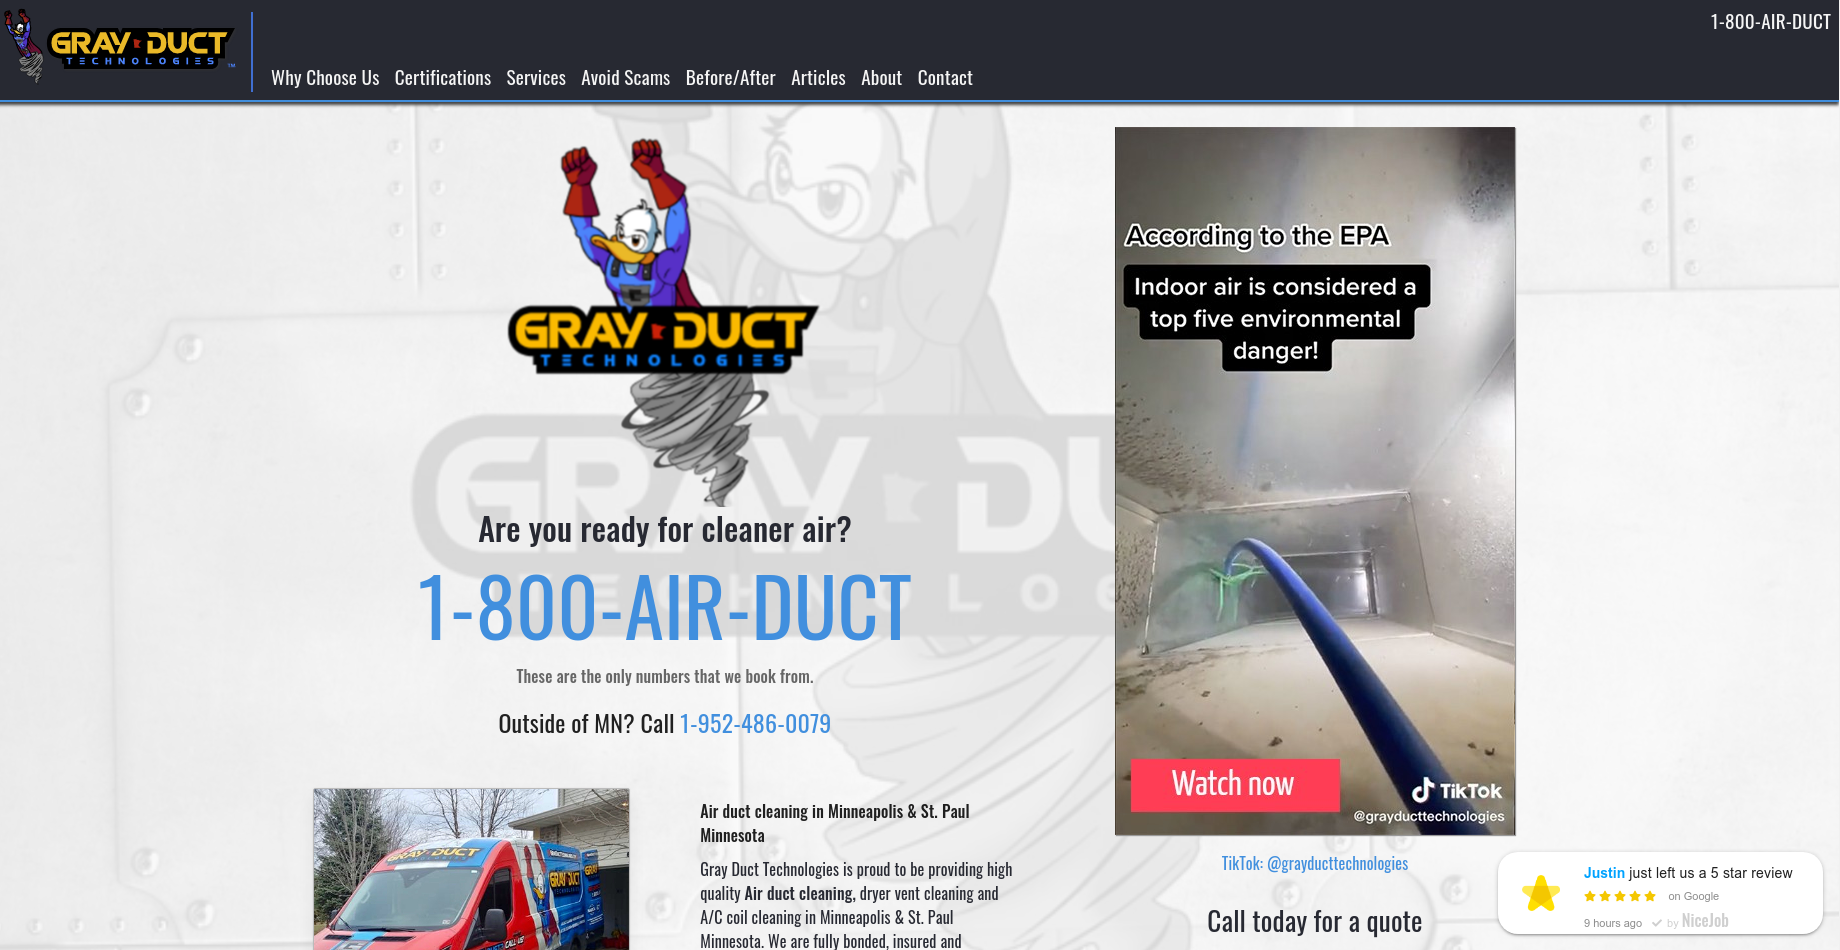 GRAY DUCT
TECHNOLOGIES
1-800-AIR-DUCT
Why Choose Us Certifications Services Avoid Scams Before/After Articles About Contact
GRAY DUCT
TECHNOLOGIES
Are you ready for cleaner air?
1-800-AIR-DUCT
These are the only numbers that we book from.
Outside of MN? Call 1-952-486-0079
According to the EPA
Indoor air is considered a
top five environmental
danger!
Watch now
TikTok
@grayducttechnologies
TikTok: @grayducttechnologies
Call today for a quote
GRAY DUCT
GRAY DUCT
Air duct cleaning in Minneapolis & St. Paul
Minnesota
Gray Duct Technologies is proud to be providing high
quality Air duct cleaning, dryer vent cleaning and
A/C coil cleaning in Minneapolis & St. Paul
Minnesota. We are fully bonded, insured and
Justin just left us a 5 star review
on Google
9 hours ago by NiceJob